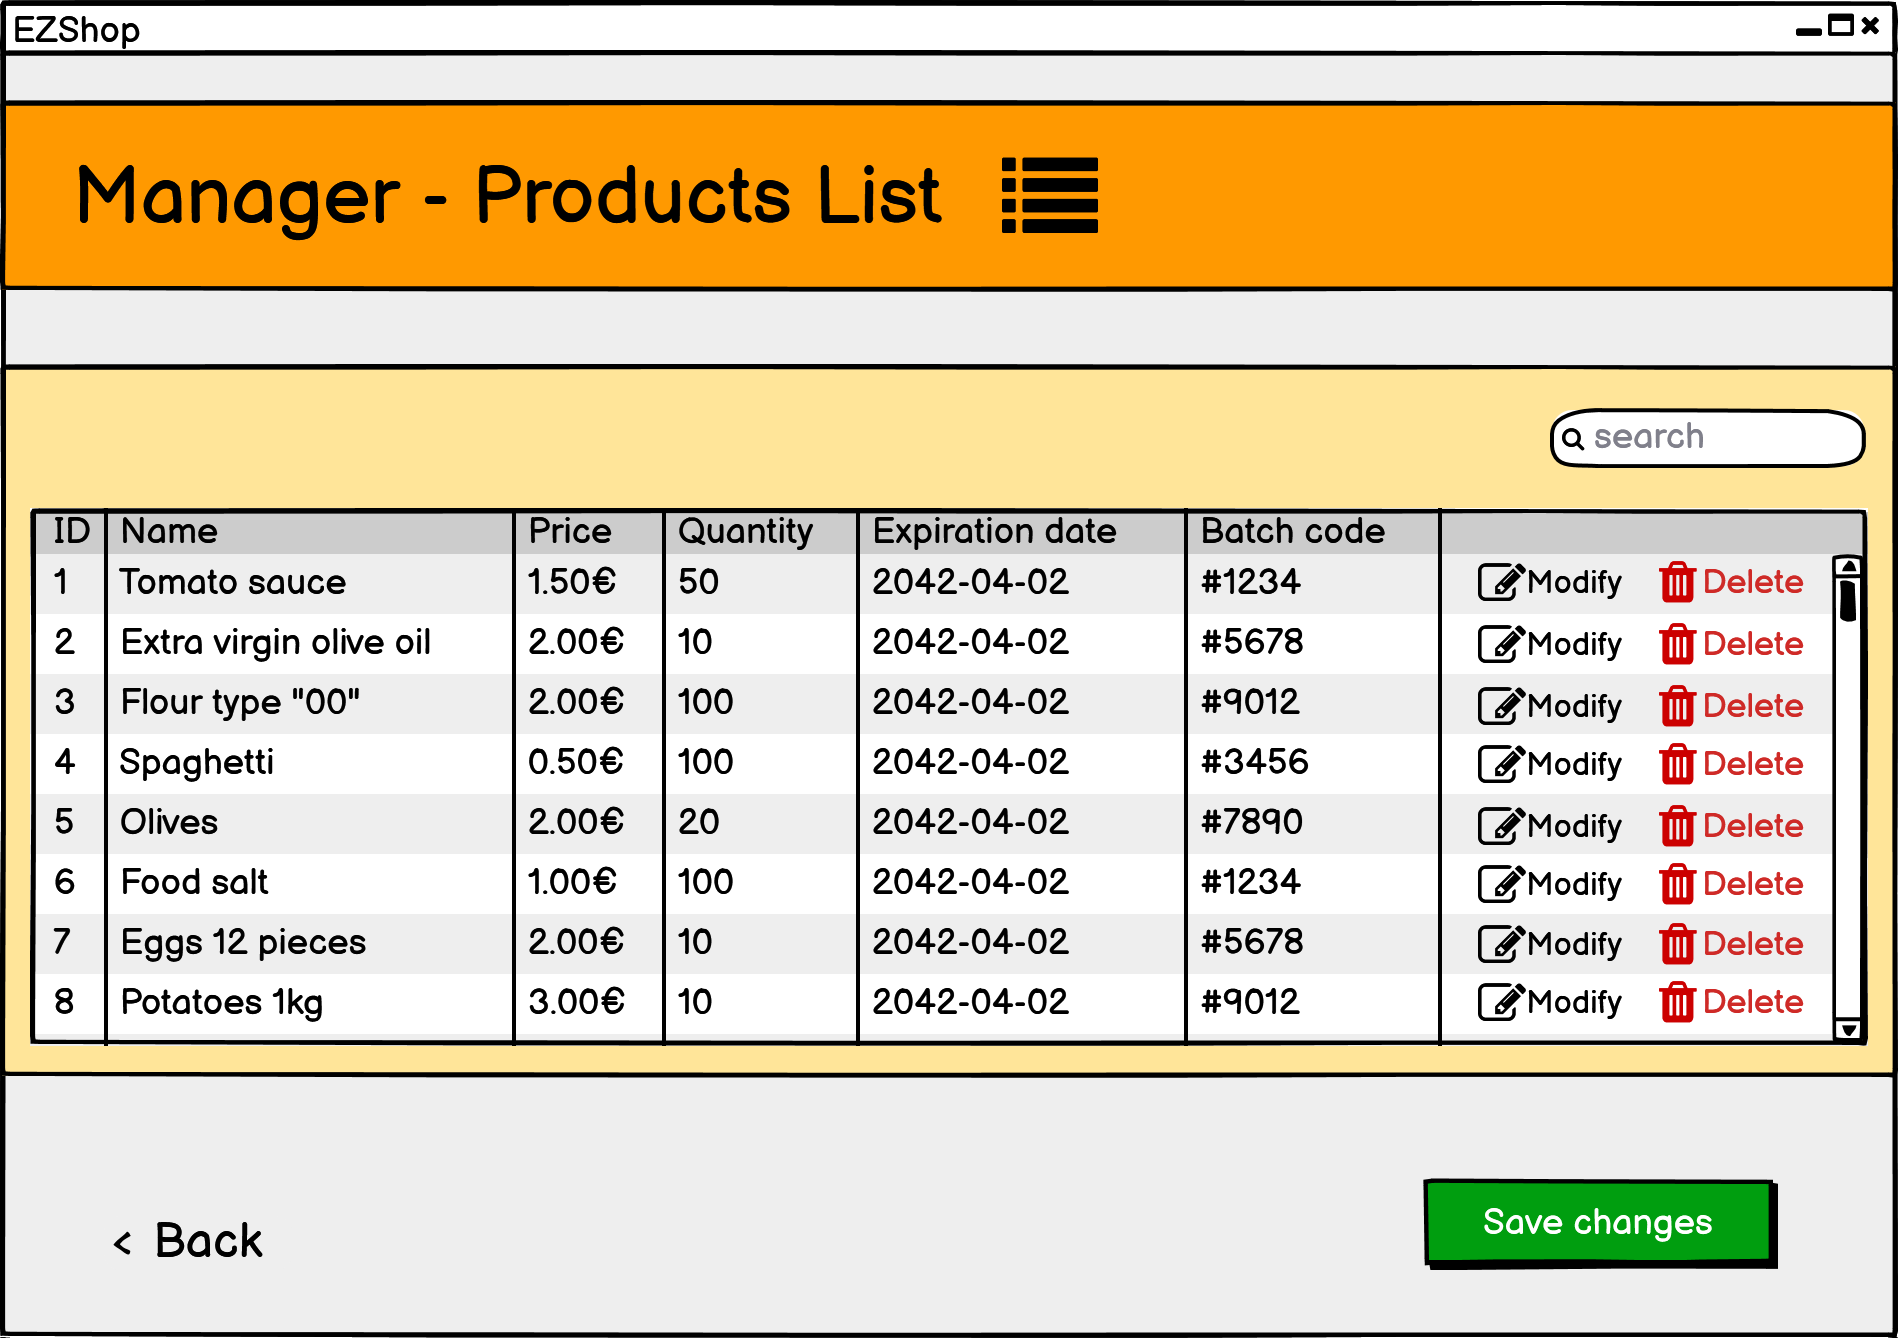 EZShop
Manager - Products List
search
ID Name Price Quantity Expiration date Batch code
1 Tomato sauce 1.50€ 50 2042-04-02 #1234 Modify Delete
2 Extra virgin olive oil 2.00€ 10 2042-04-02 #5678 Modify Delete
3 Flour type "00" 2.00€ 100 2042-04-02 #9012 Modify Delete
4 Spaghetti 0.50€ 100 2042-04-02 #3456 Modify Delete
5 Olives 2.00€ 20 2042-04-02 #7890 Modify Delete
6 Food salt 1.00€ 100 2042-04-02 #1234 Modify Delete
7 Eggs 12 pieces 2.00€ 10 2042-04-02 #5678 Modify Delete
8 Potatoes 1kg 3.00€ 10 2042-04-02 #9012 Modify Delete
Save changes
< Back